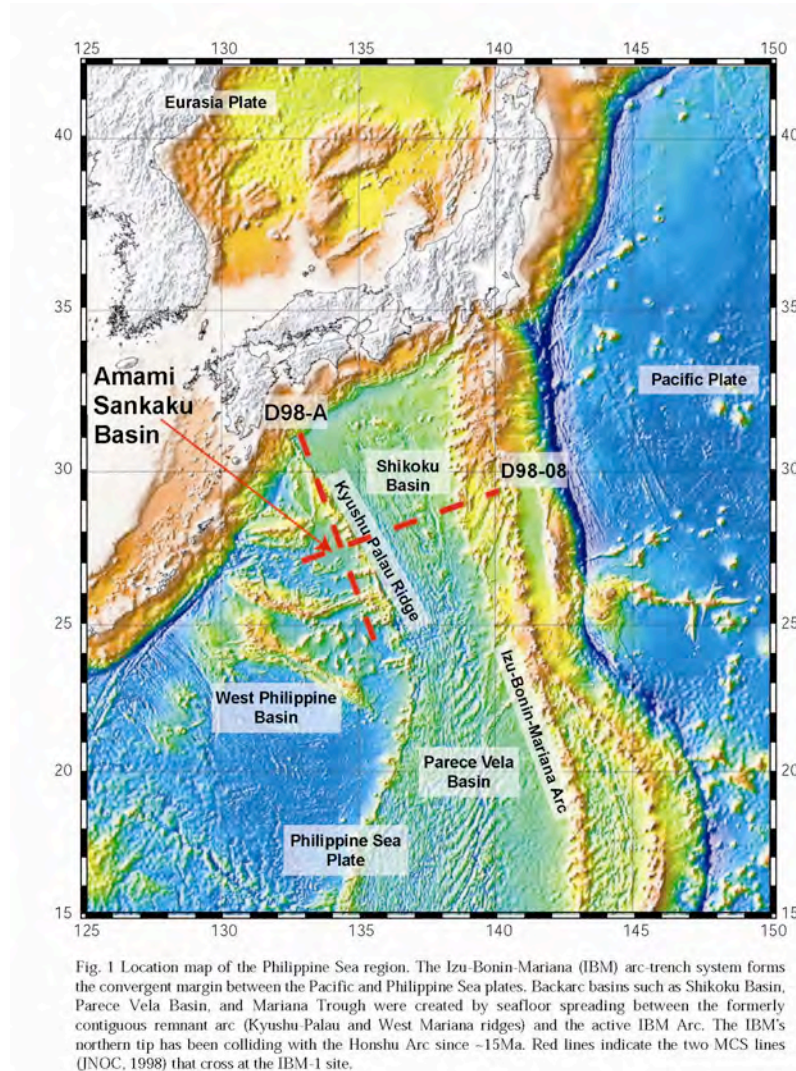 125 130 135 140 145 150
Eurasia Plate
40 40
35 35
Pacific Plate
Amami
Sankaku
Basin
D98-A
30 30
Shikoku
Basin
D98-08
Kyushu Palau Ridge
25 25
West Philippine
Basin
Izu-Bonin-Mariana Arc
Parece Vela
Basin
20 20
Philippine Sea
Plate
15 15
125 130 135 140 145 150
Fig. 1 Location map of the Philippine Sea region. The Izu-Bonin-Mariana (IBM) arc-trench system forms
the convergent margin between the Pacific and Philippine Sea plates. Backarc basins such as Shikoku Basin,
Parece Vela Basin, and Mariana Trough were created by seafloor spreading between the formerly
contiguous remnant arc (Kyushu-Palau and West Mariana ridges) and the active IBM Arc. The IBM's
northern tip has been colliding with the Honshu Arc since ~15Ma. Red lines indicate the two MCS lines
(JNOC, 1998) that cross at the IBM-1 site.